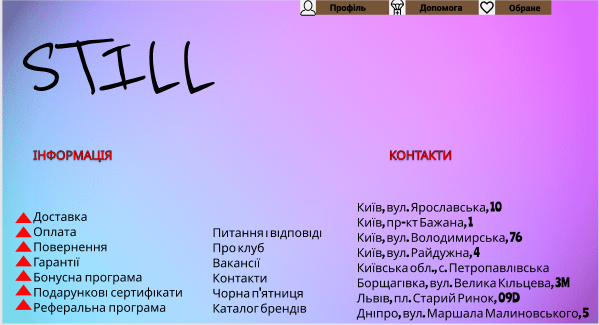 Профіль Допомога Обране
STILL
ІНФОРМАЦІЯ
КОНТАКТИ
Доставка
Оплата
Повернення
Гарантії
Бонусна програма
Подарункові сертифікати
Реферальна програма
Питання і відповіді
Про клуб
Вакансії
Контакти
Чорна п'ятниця
Каталог брендів
Київ, вул. Ярославська, 10
Київ, пр-кт Бажана, 1
Київ, вул. Володимирська, 76
Київ, вул. Райдужна, 4
Київська обл., с. Петропавлівська
Борщагівка, вул. Велика Кільцева, 3М
Львів, пл. Старий Ринок, 09D
Дніпро, вул. Маршала Малиновського, 5